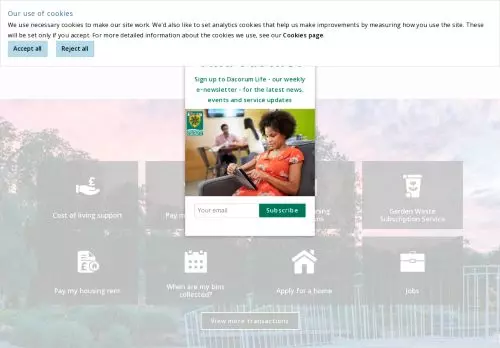 Our use of cookies
We use necessary cookies to make our site work. We'd also like to set analytics cookies that help us make improvements by measuring how you use the site. These
will be set only if you accept. For more detailed information about the cookies we use, see our Cookies page.
Accept all
Reject all
Sign up to Dacorum Life - our weekly
e-newsletter - for the latest news,
events and service updates
Your email
Subscribe
Cost of living support
Pay m
Garden Waste
Subscription Service
Pay my housing rent
When are my bins
collected?
Apply for a home
Jobs
View more transactions